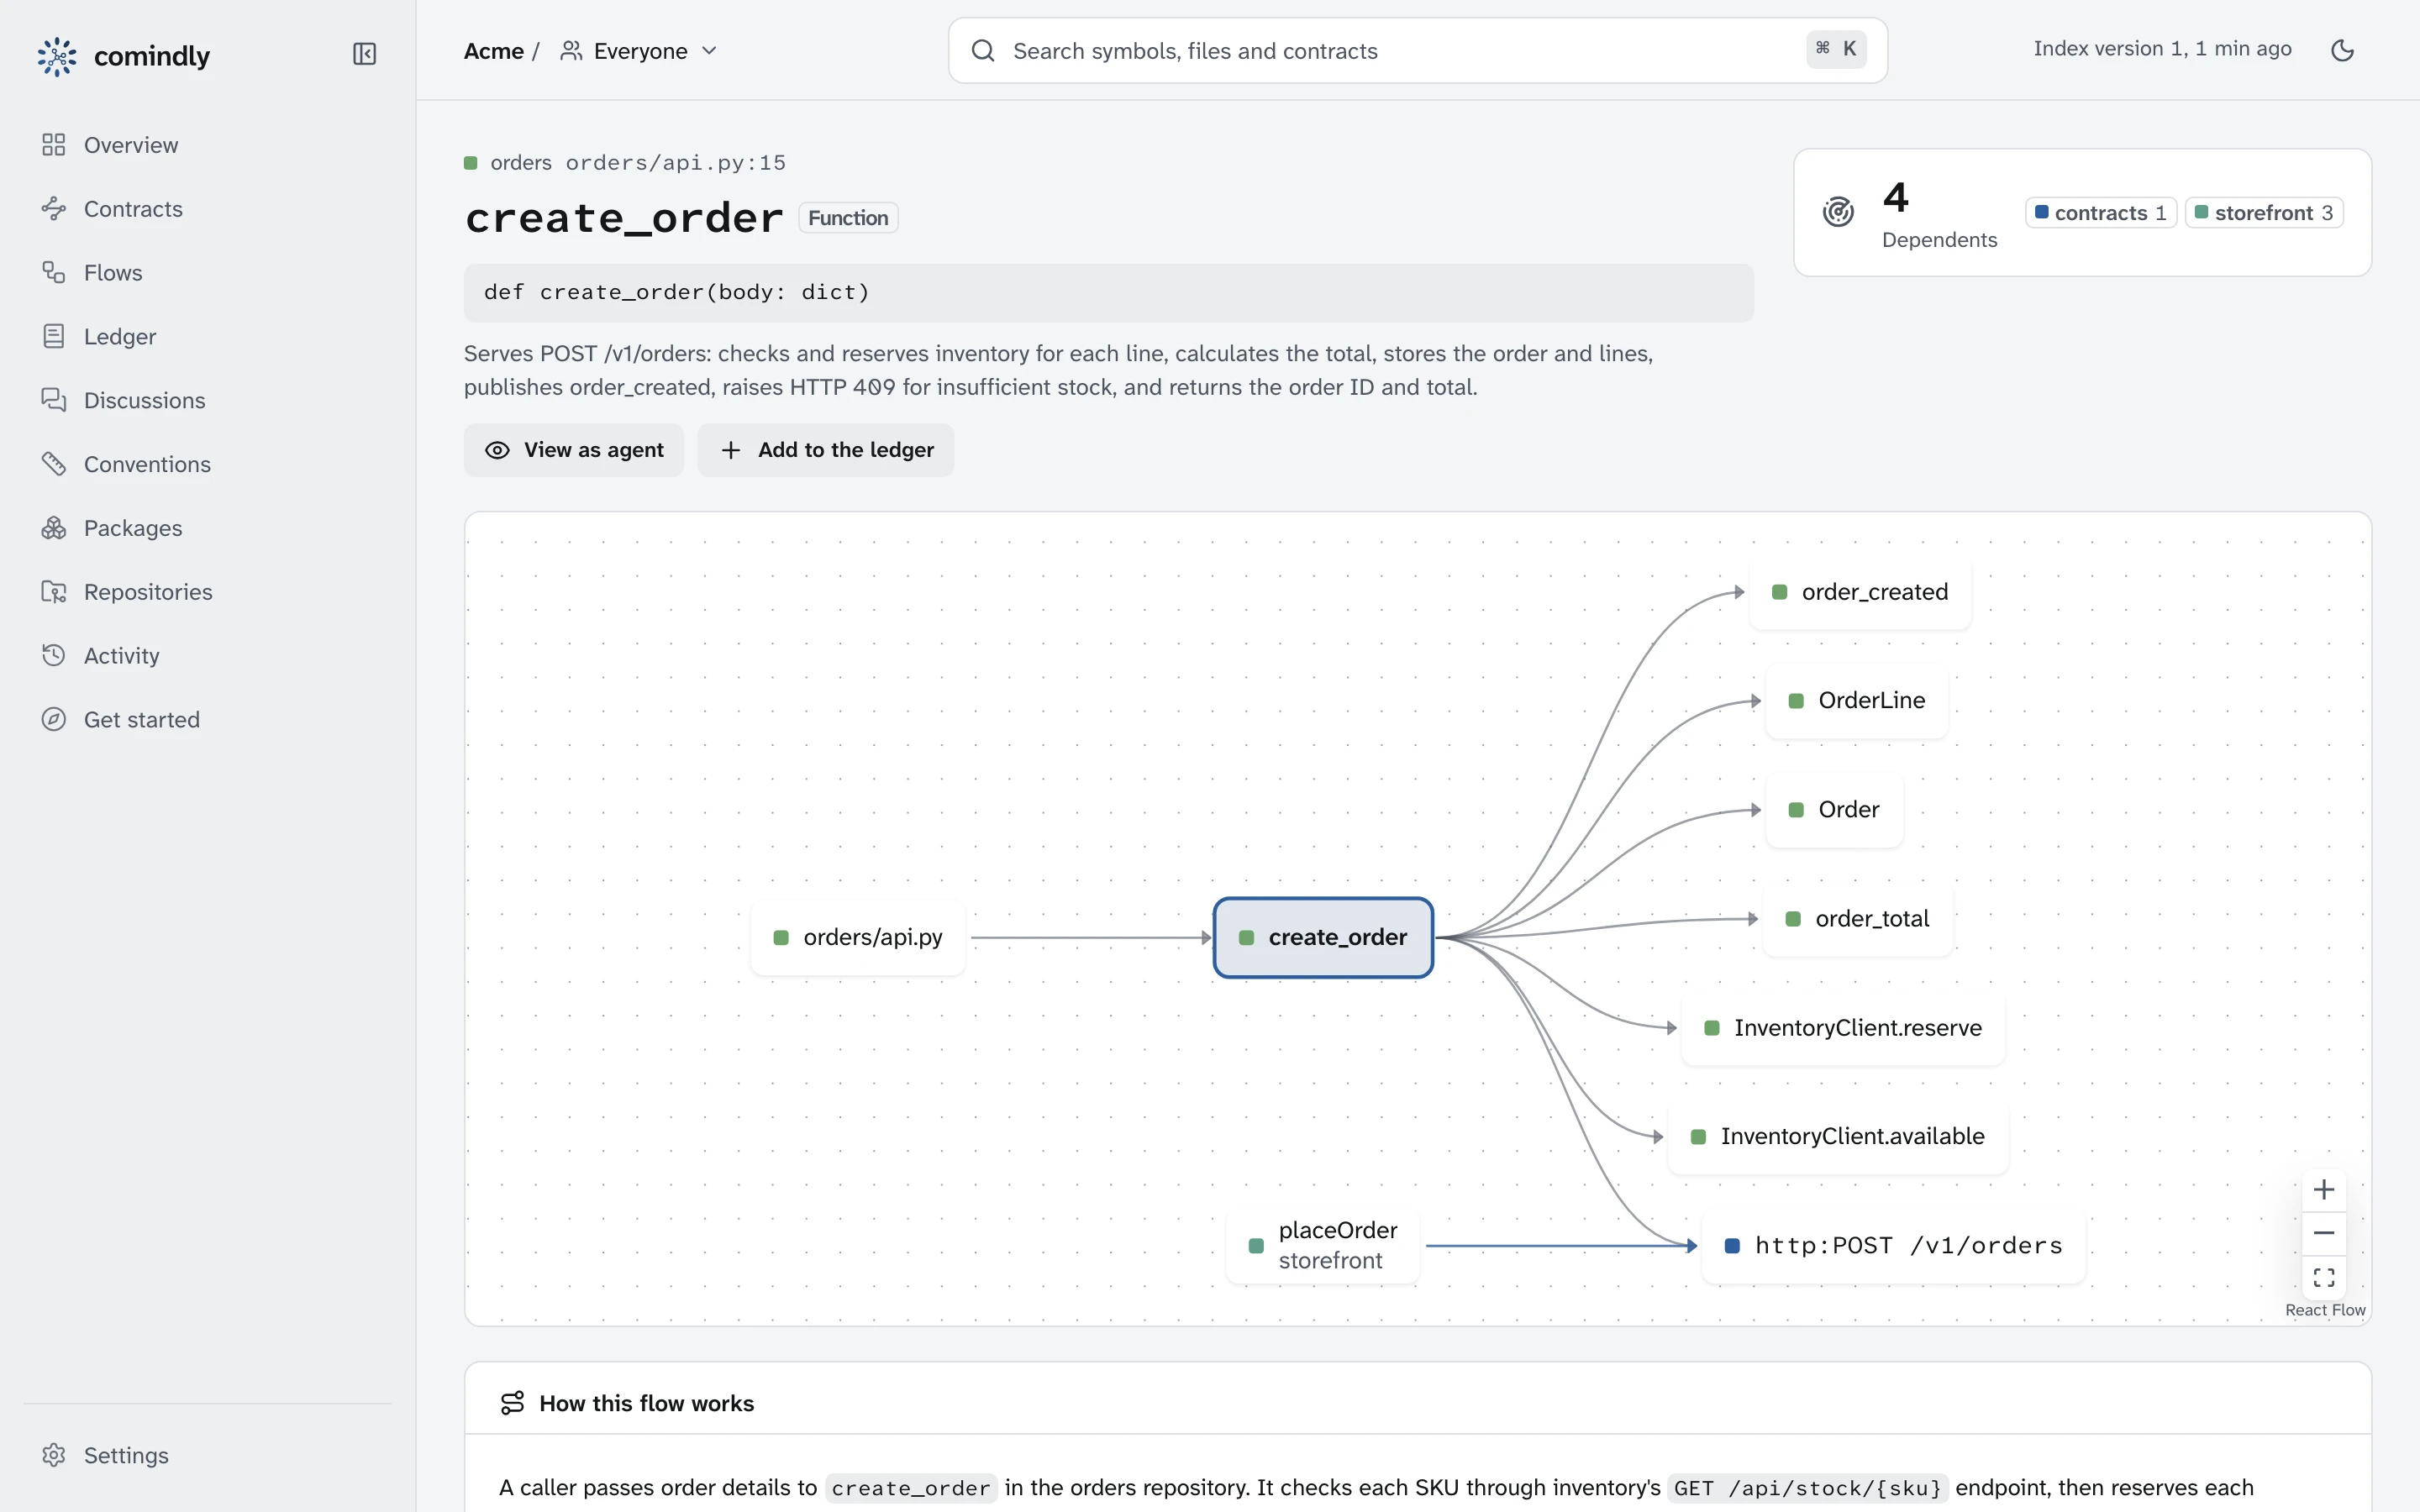 comindly
Overview
Contracts
Flows
Ledger
Discussions
Conventions
Packages
Repositories
Activity
Get started
Settings
Acme / Everyone
Search symbols, files and contracts
⌘ K
Index version 1, 1 min ago
orders orders/api.py:15
create_order Function
def create_order(body: dict)
Serves POST /v1/orders: checks and reserves inventory for each line, calculates the total, stores the order and lines,
publishes order_created, raises HTTP 409 for insufficient stock, and returns the order ID and total.
View as agent
Add to the ledger
4
Dependents
contracts 1
storefront 3
order_created
OrderLine
Order
order_total
orders/api.py
create_order
InventoryClient.reserve
InventoryClient.available
placeOrder
storefront
http:POST /v1/orders
React Flow
How this flow works
A caller passes order details to create_order in the orders repository. It checks each SKU through inventory's GET /api/stock/{sku} endpoint, then reserves each